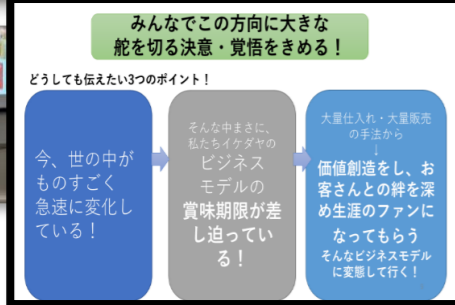 みんなでこの方向に大きな
舵を切る決意・覚悟をきめる！
どうしても伝えたい3つのポイント！
今、世の中が
ものすごく
急速に変化し
ている！
そんな中まさに、
私たちイケダヤの
ビジネス
モデルの
賞味期限が差
し迫ってい
る！
大量仕入れ・大量販売
の手法から
↓
価値創造をし、お
客さんとの絆を深
め生涯のファンに
なってもらう
そんなビジネスモデル
に変態して行く！